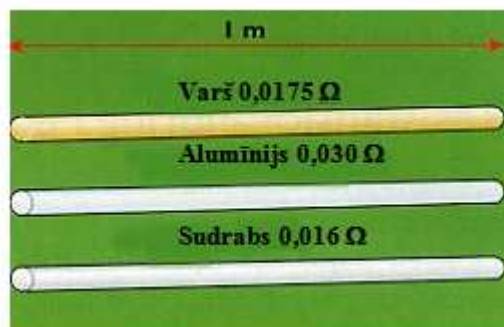 1 m
Varš 0,0175 Ω
Alumīnijs 0,030 Ω
Sudrabs 0,016 Ω